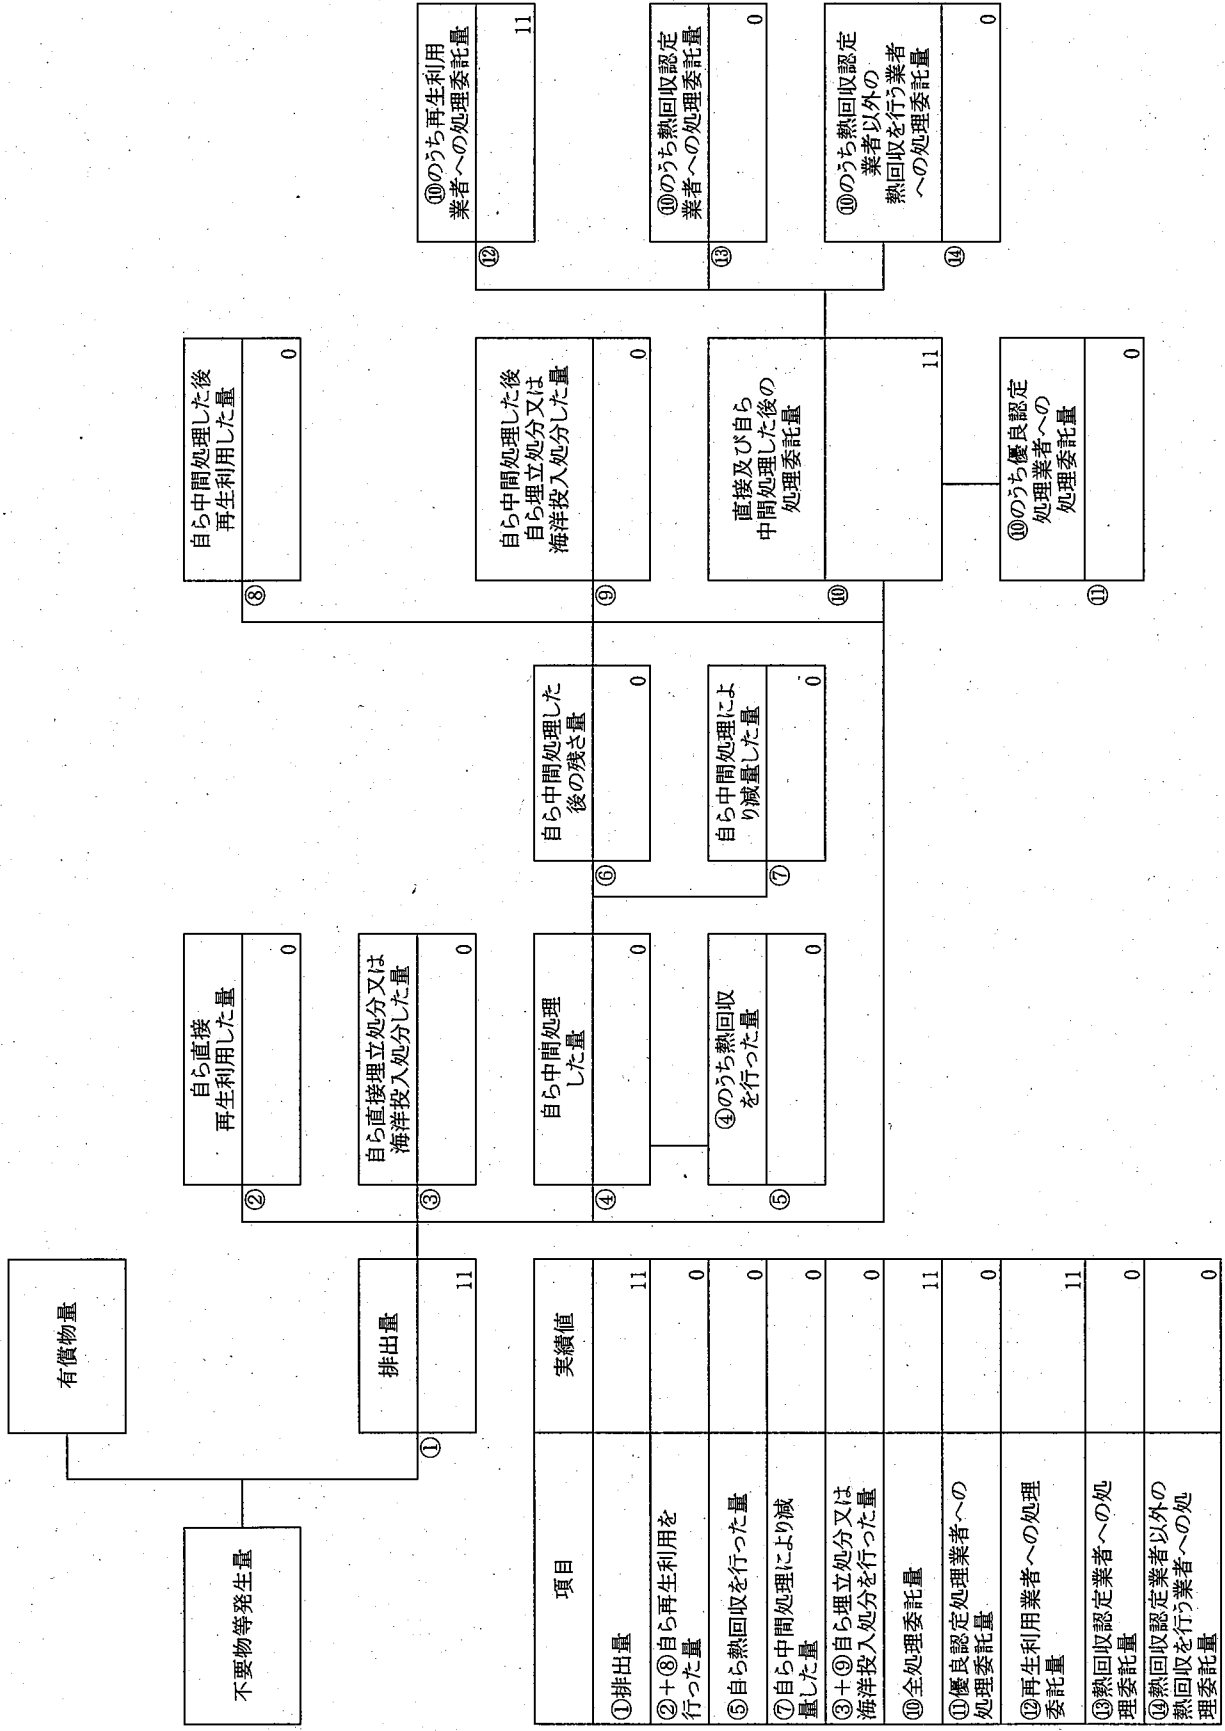 不要物等発生量
有償物量
①
排出量
11
②
自ら直接
再生利用した量
0
③
自ら直接埋立処分又は
海洋投入処分した量
0
④
自ら中間処理
した量
0
⑤
④のうち熱回収
を行った量
0
⑥
自ら中間処理した
後の残さ量
0
⑦
自ら中間処理によ
り減量した量
0
⑧
自ら中間処理した後
再生利用した量
0
⑨
自ら中間処理した後
自ら埋立処分又は
海洋投入処分した量
0
⑩
直接及び自ら
中間処理した後の
処理委託量
11
⑪
⑩のうち優良認定
処理業者への
処理委託量
0
⑫
⑩のうち再生利用
業者への処理委託量
11
⑬
⑩のうち熱回収認定
業者への処理委託量
0
⑭
⑩のうち熱回収認定
業者以外の
熱回収を行う業者
への処理委託量
0
項目 実績値
①排出量 11
②+⑧自ら再生利用を
行った量 0
⑤自ら熱回収を行った量 0
⑦自ら中間処理により減
量した量 0
③+⑨自ら埋立処分又は
海洋投入処分を行った量 0
⑩全処理委託量 11
⑪優良認定処理業者への
処理委託量 0
⑫再生利用業者への処理
委託量 11
⑬熱回収認定業者への処
理委託量 0
⑭熱回収認定業者以外の
熱回収を行う業者への処
理委託量 0